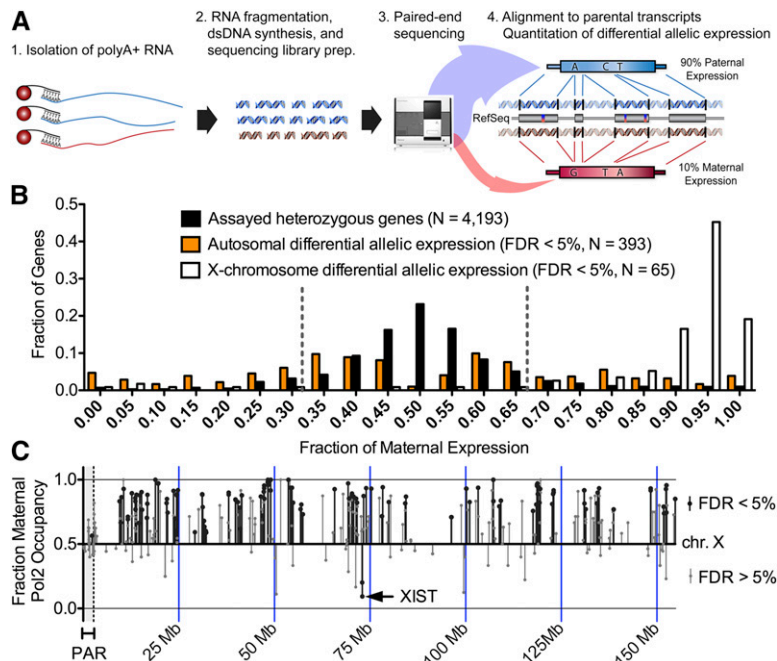 A
1. Isolation of polyA+ RNA
2. RNA fragmentation,
dsDNA synthesis, and
sequencing library prep.
3. Paired-end
sequencing
4. Alignment to parental transcripts
Quantitation of differential allelic expression
A C T
90% Paternal
Expression
RefSeq
G T A
10% Maternal
Expression
B
Fraction of Genes
0.5
0.4
0.3
0.2
0.1
0.0
Assayed heterozygous genes (N = 4,193)
Autosomal differential allelic expression (FDR < 5%, N = 393)
X-chromosome differential allelic expression (FDR < 5%, N = 65)
0.00 0.05 0.10 0.15 0.20 0.25 0.30 0.35 0.40 0.45 0.50 0.55 0.60 0.65 0.70 0.75 0.80 0.85 0.90 0.95 1.00
Fraction of Maternal Expression
C
Fraction Maternal
Pol2 Occupancy
1.0
0.5
0.0
FDR < 5%
chr. X
FDR > 5%
XIST
PAR
25 Mb 50 Mb 75 Mb 100 Mb 125Mb 150 Mb